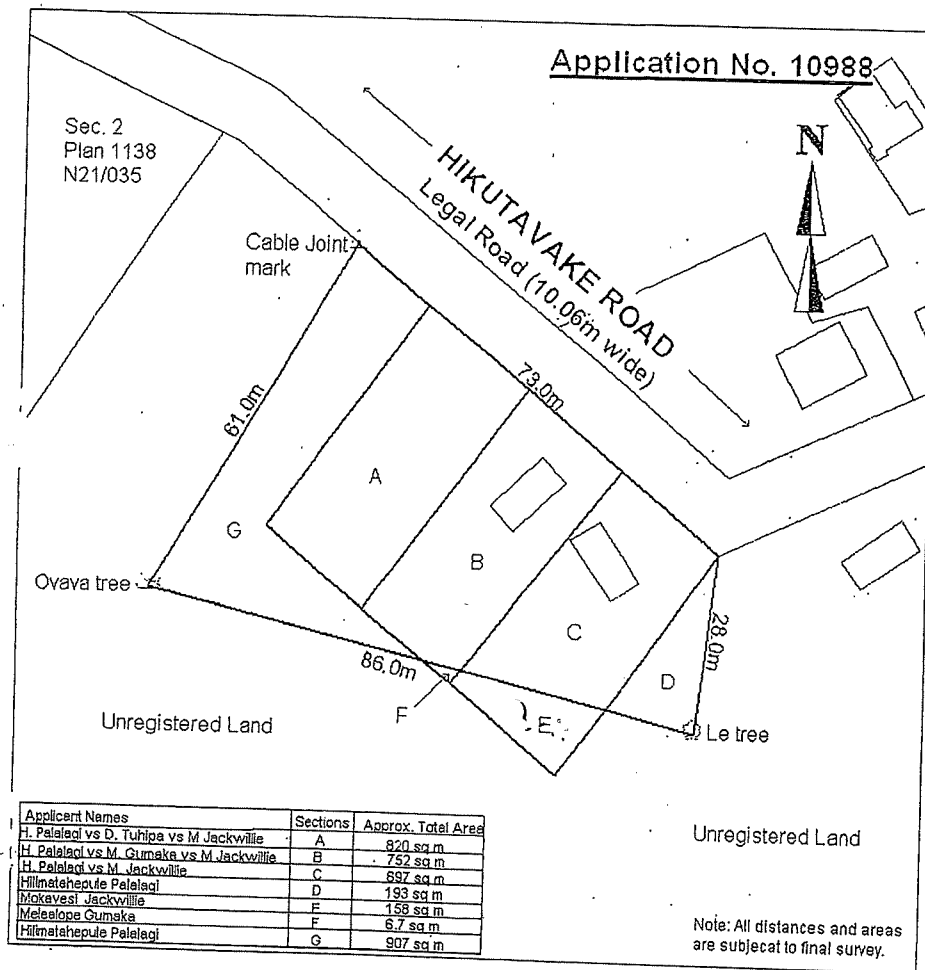 Application No. 10988
Sec. 2
Plan 1138
N21/035
N
HIKUTAVAKE ROAD
Legal Road (10.06m wide)
Cable Joint
mark
73.0m
61.0m
A
G
B
Ovava tree
C
28.0m
86.0m
D
F
E
Le tree
Unregistered Land
Unregistered Land
Applicant Names Sections Approx. Total Area
H. Palalagi vs D. Tuhipa vs M Jackwillie A 820 sq m
H. Palalagi vs M. Gumaka vs M Jackwillie B 752 sq m
H. Palalagi vs M. Jackwillie C 697 sq m
Hilimatahepule Palalagi D 193 sq m
Mokavesi Jackwillie E 158 sq m
Melealope Gumaka F 6.7 sq m
Hilimatahepule Palalagi G 907 sq m
Note: All distances and areas
are subjecat to final survey.